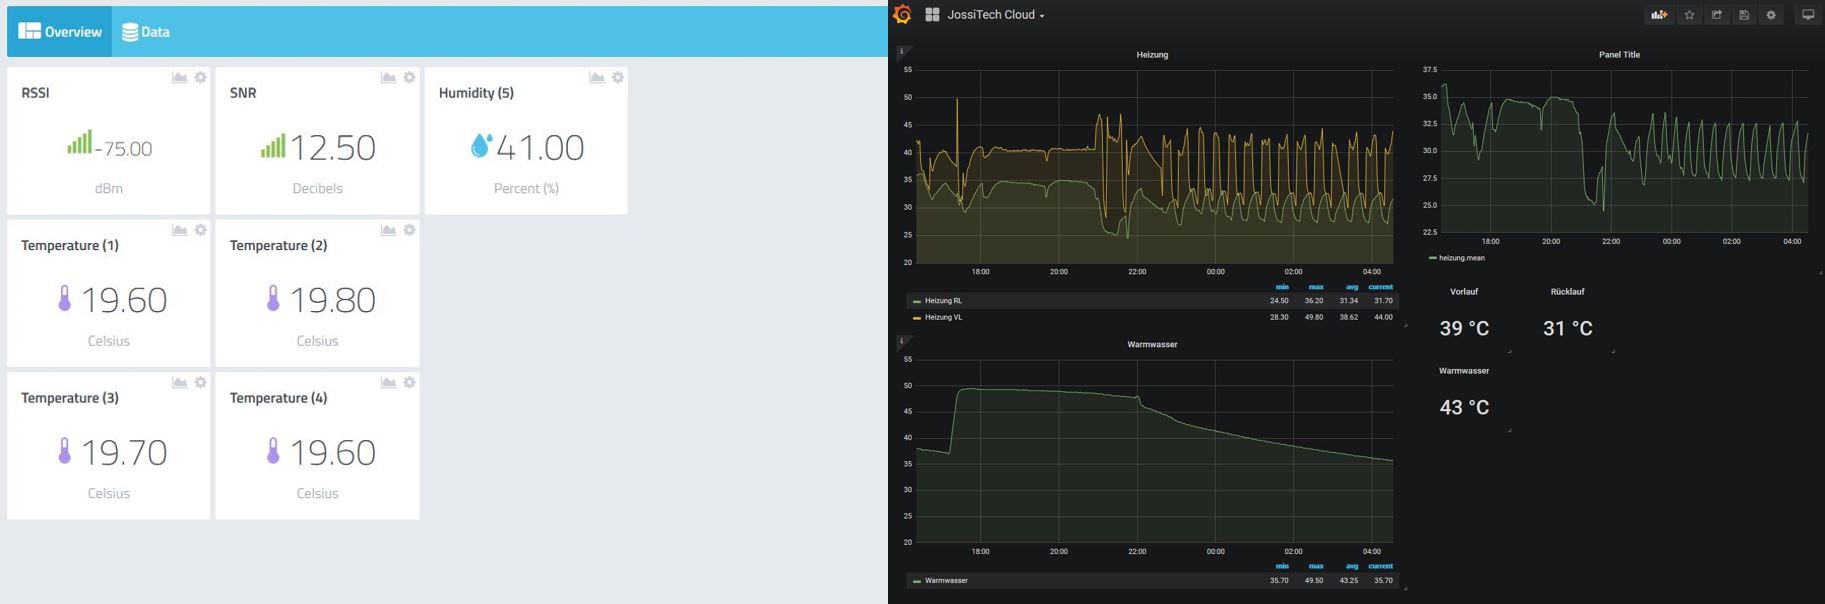 Overview Data
RSSI
-75.00
dBm
SNR
12.50
Decibels
Humidity (5)
41.00
Percent (%)
Temperature (1)
19.60
Celsius
Temperature (2)
19.80
Celsius
Temperature (3)
19.70
Celsius
Temperature (4)
19.60
Celsius
JossiTech Cloud
Heizung
55
50
45
40
35
30
25
20
18:00 20:00 22:00 00:00 02:00 04:00
min max avg current
Heizung RL 24.50 36.20 31.34 31.70
Heizung VL 28.30 49.80 38.62 44.00
Warmwasser
55
50
45
40
35
30
25
20
18:00 20:00 22:00 00:00 02:00 04:00
min max avg current
Warmwasser 35.70 49.50 43.25 35.70
Panel Title
37.5
35.0
32.5
30.0
27.5
25.0
22.5
18:00 20:00 22:00 00:00 02:00 04:00
heizung.mean
Vorlauf
39 °C
Rücklauf
31 °C
Warmwasser
43 °C